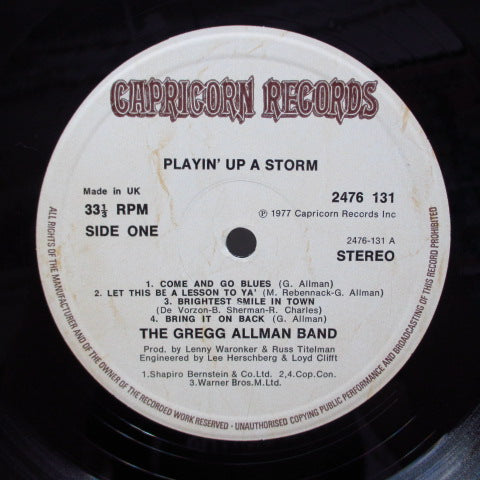 CAPRICORN RECORDS
PLAYIN' UP A STORM
Made in UK
33⅓ RPM
SIDE ONE
2476 131
℗ 1977 Capricorn Records Inc
2476-131 A
STEREO
1. COME AND GO BLUES (G. Allman)
2. LET THIS BE A LESSON TO YA' (M. Rebennack-G. Allman)
3. BRIGHTEST SMILE IN TOWN
(De Vorzon-B. Sherman-R. Charles)
4. BRING IT ON BACK (G. Allman)
THE GREGG ALLMAN BAND
Prod. by Lenny Waronker & Russ Titelman
Engineered by Lee Herschberg & Loyd Clifft
1.Shapiro Bernstein & Co.Ltd. 2,4.Cop.Con.
3.Warner Bros.M.Ltd.
ALL RIGHTS OF THE MANUFACTURER AND OF THE OWNER OF THE RECORDED WORK RESERVED - UNAUTHORISED COPYING PUBLIC PERFORMANCE AND BROADCASTING OF THIS RECORD PROHIBITED